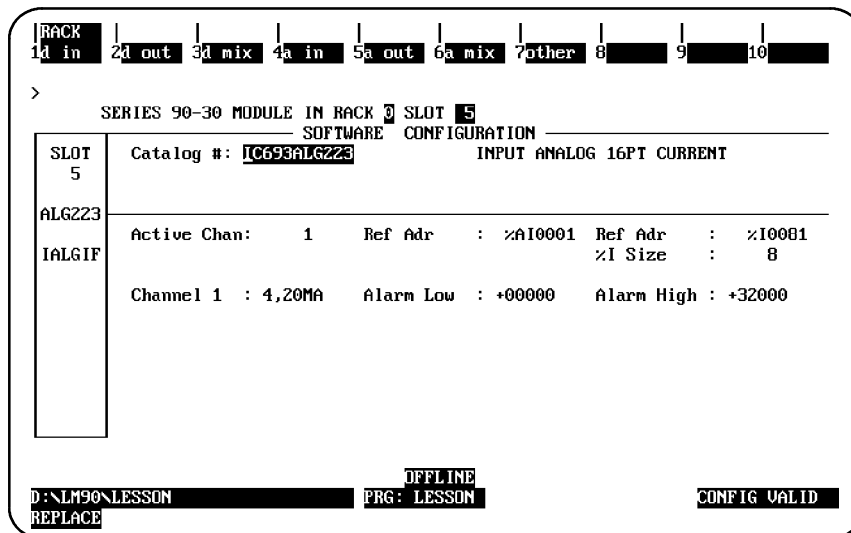 RACK
1d in 2d out 3d mix 4a in 5a out 6a mix 7other 8 9 10
>
SERIES 90-30 MODULE IN RACK 0 SLOT 5
SOFTWARE CONFIGURATION
SLOT Catalog #: IC693ALG223 INPUT ANALOG 16PT CURRENT
5
ALG223
Active Chan: 1 Ref Adr : %AI0001 Ref Adr : %I0081
IALGIF %I Size : 8
Channel 1 : 4,20MA Alarm Low : +00000 Alarm High : +32000
OFFLINE
D:\LM90\LESSON PRG: LESSON CONFIG VALID
REPLACE